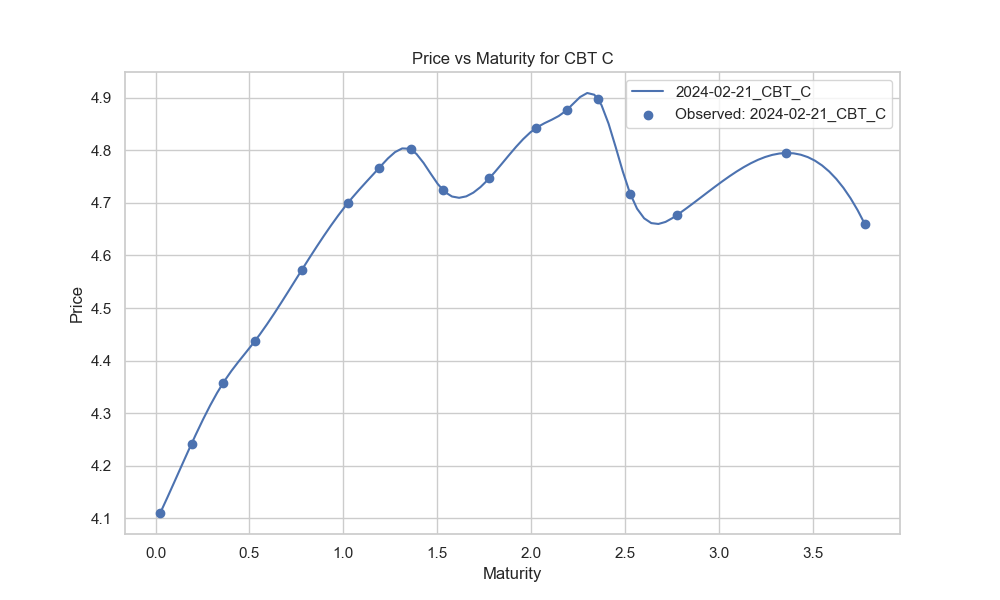 Price vs Maturity for CBT C
2024-02-21_CBT_C
Observed: 2024-02-21_CBT_C
Price
4.9
4.8
4.7
4.6
4.5
4.4
4.3
4.2
4.1
0.0 0.5 1.0 1.5 2.0 2.5 3.0 3.5
Maturity